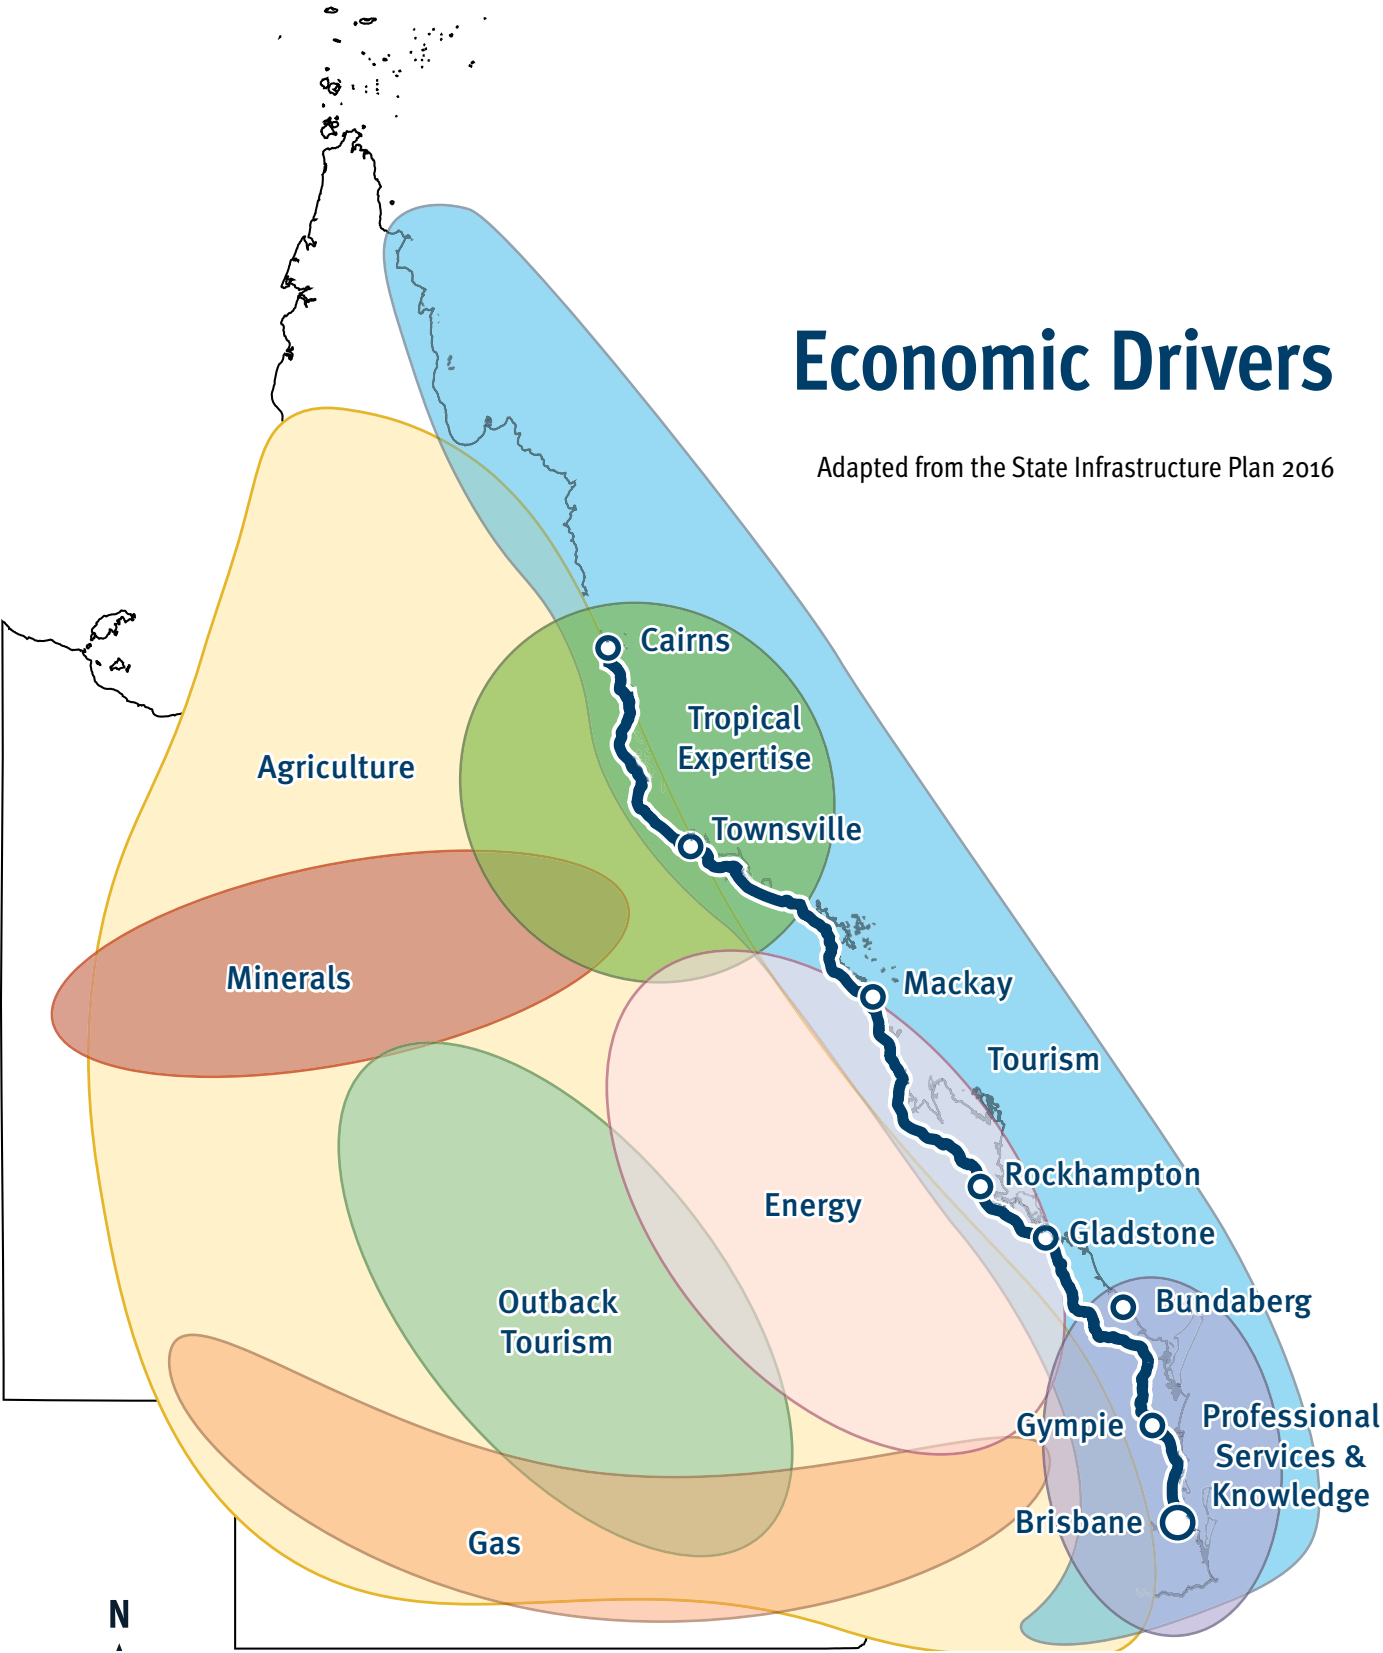 Economic Drivers
Adapted from the State Infrastructure Plan 2016
Cairns
Tropical
Expertise
Agriculture
Townsville
Minerals
Mackay
Tourism
Rockhampton
Energy
Gladstone
Outback
Tourism
Bundaberg
Gympie
Professional
Services &
Knowledge
Brisbane
Gas
N